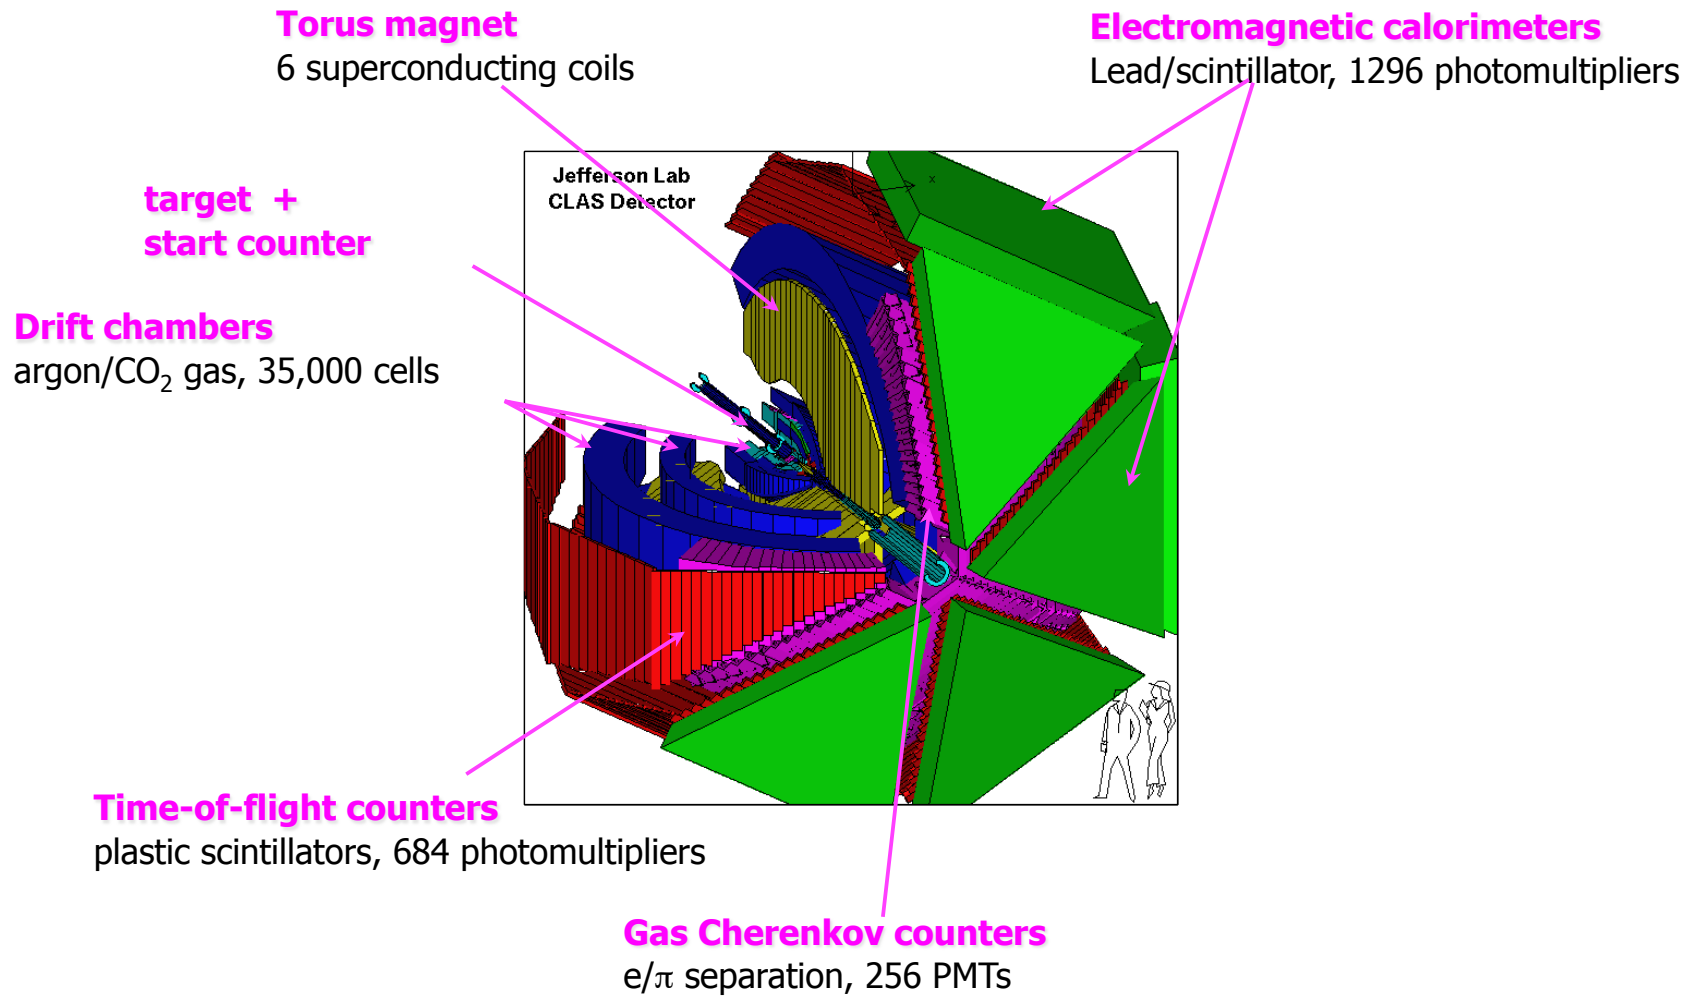 Torus magnet
6 superconducting coils
Electromagnetic calorimeters
Lead/scintillator, 1296 photomultipliers
Jefferson Lab
CLAS Detector
x
target +
start counter
Drift chambers
argon/CO₂ gas, 35,000 cells
Time-of-flight counters
plastic scintillators, 684 photomultipliers
Gas Cherenkov counters
e/π separation, 256 PMTs